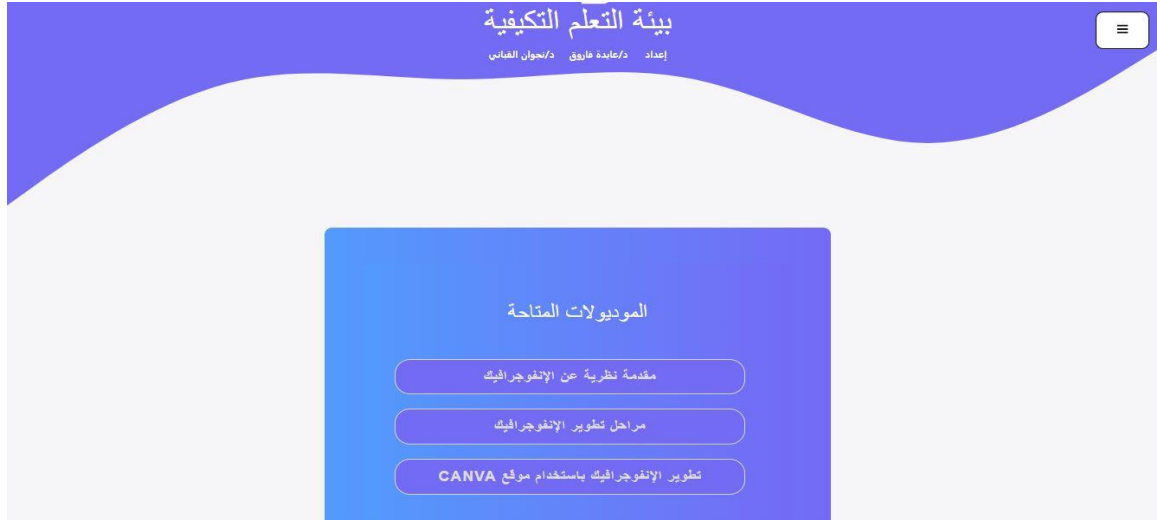 بيئة التعلم التكيفية
إعداد د/عايدة فاروق د/نجوان القباني
الموديولات المتاحة
مقدمة نظرية عن الإنفوجرافيك
مراحل تطوير الإنفوجرافيك
تطوير الإنفوجرافيك باستخدام موقع CANVA